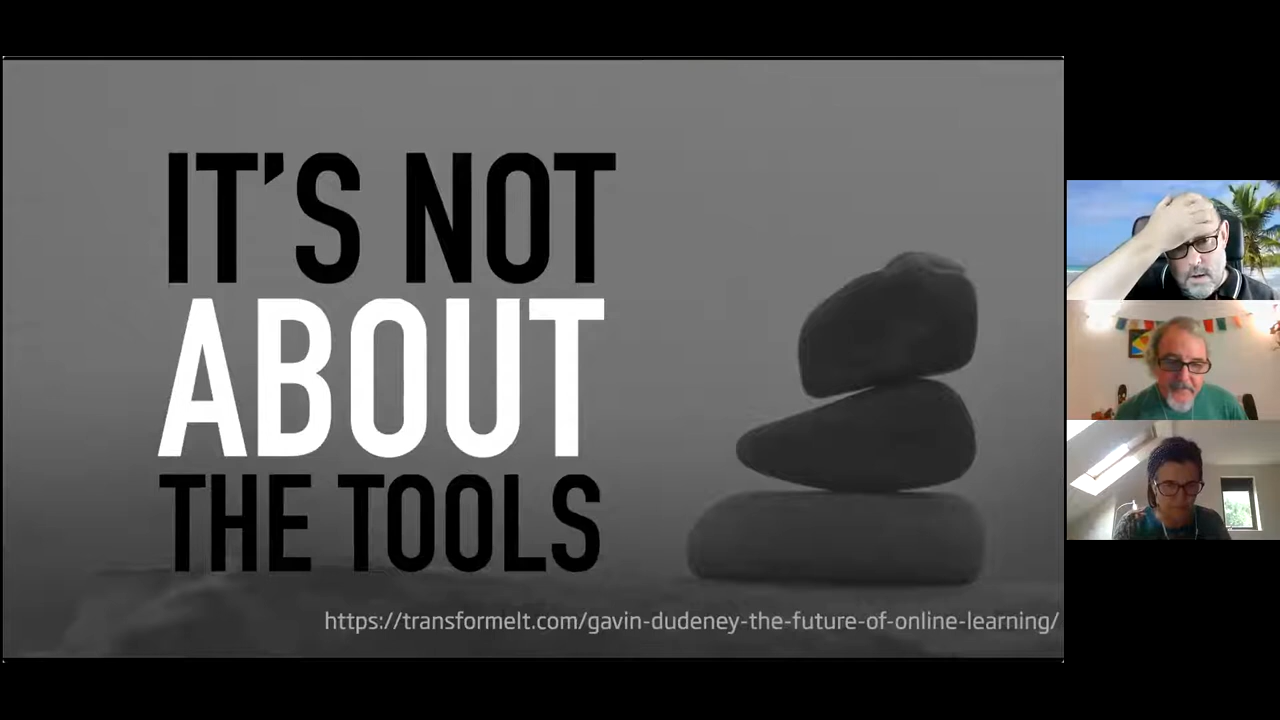 IT'S NOT
ABOUT
THE TOOLS
https://transformelt.com/gavin-dudeney-the-future-of-online-learning/